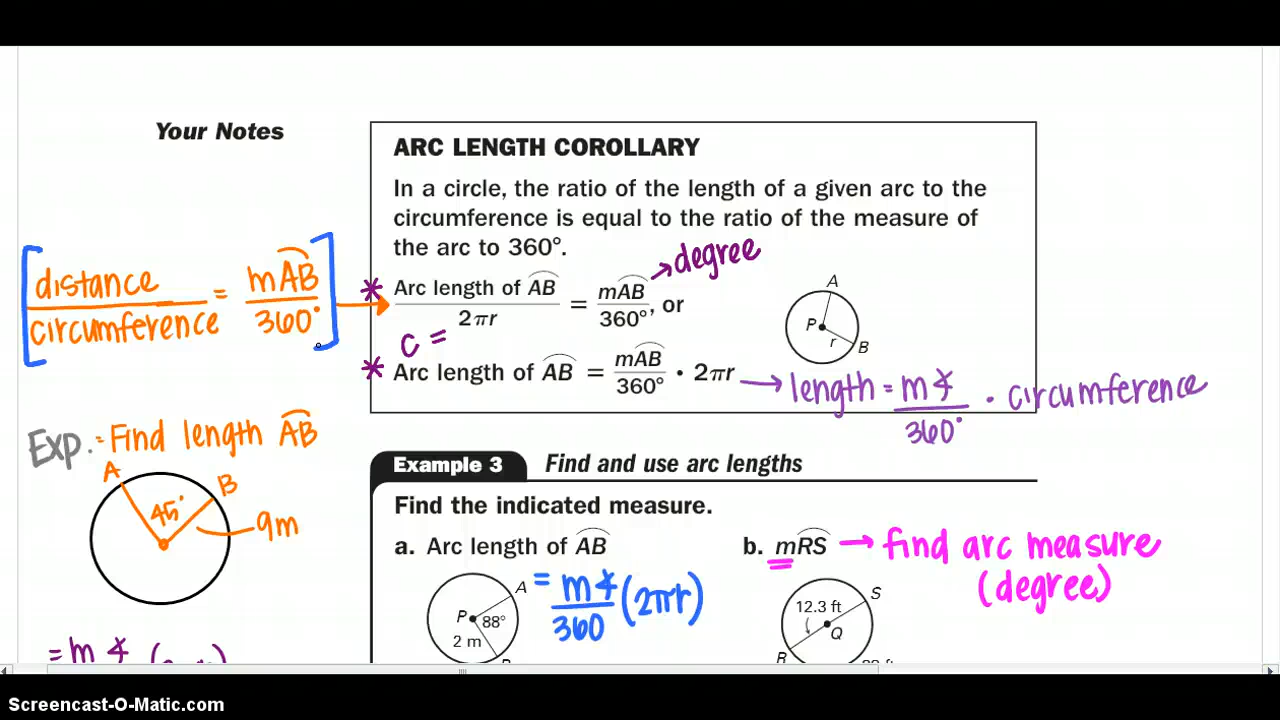 Your Notes
ARC LENGTH COROLLARY
In a circle, the ratio of the length of a given arc to the
circumference is equal to the ratio of the measure of
the arc to 360°.
distance
circumference
=
mAB
360°
* Arc length of AB
2πr
=
mAB
360°
, or
→ degree
C =
* Arc length of AB = mAB
360°
• 2πr
→ length = m∡
360°
• circumference
A
P
r
B
Exp.: Find length AB
A
B
45°
9m
Example 3
Find and use arc lengths
Find the indicated measure.
a. Arc length of AB
= m∡
360
(2πr)
A
P
88°
2 m
b. mRS → find arc measure
(degree)
S
12.3 ft
Q
R
= m∡
Screencast-O-Matic.com